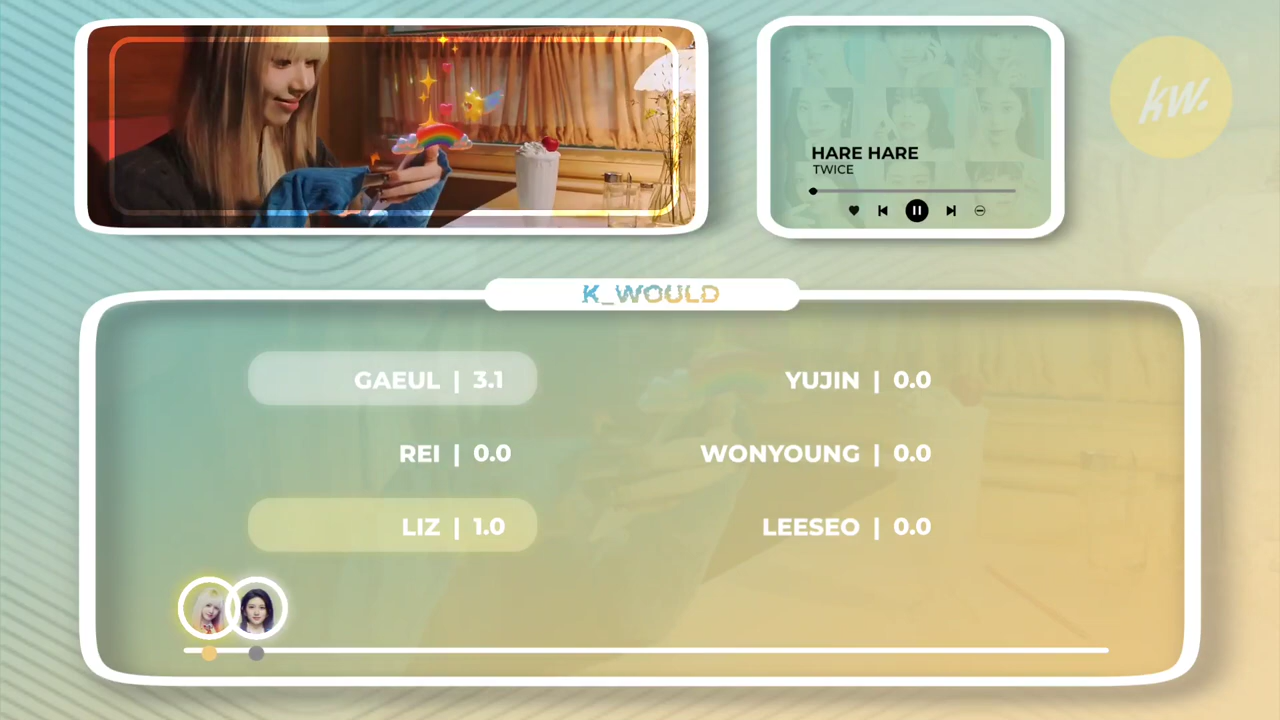 kw.
HARE HARE
TWICE
K_WOULD
GAEUL | 3.1
YUJIN | 0.0
REI | 0.0
WONYOUNG | 0.0
LIZ | 1.0
LEESEO | 0.0